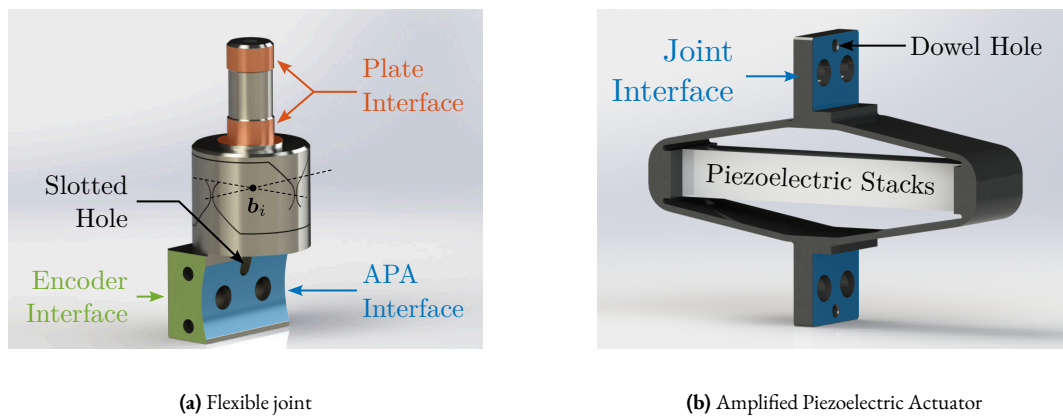 Plate
Interface
Slotted
Hole
b_i
Encoder
Interface
APA
Interface
(a) Flexible joint
Joint
Interface
Dowel Hole
Piezoelectric Stacks
(b) Amplified Piezoelectric Actuator